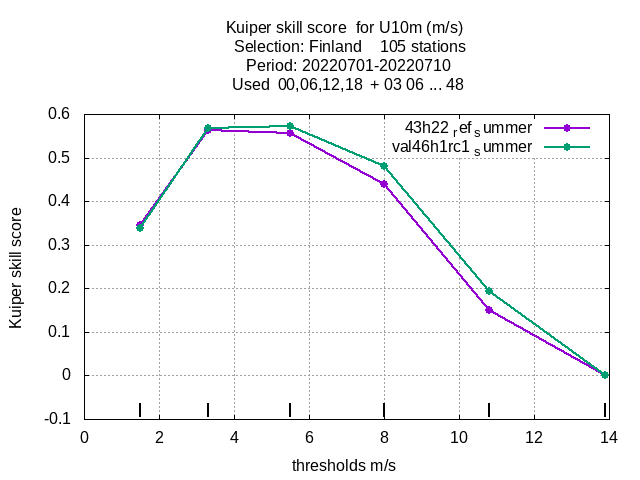 Kuiper skill score for U10m (m/s)
Selection: Finland 105 stations
Period: 20220701-20220710
Used 00,06,12,18 + 03 06 ... 48
43h22 refsummer
val46h1rc1 summer
0.6
0.5
0.4
0.3
0.2
0.1
0
-0.1
Kuiper skill score
0 2 4 6 8 10 12 14
thresholds m/s